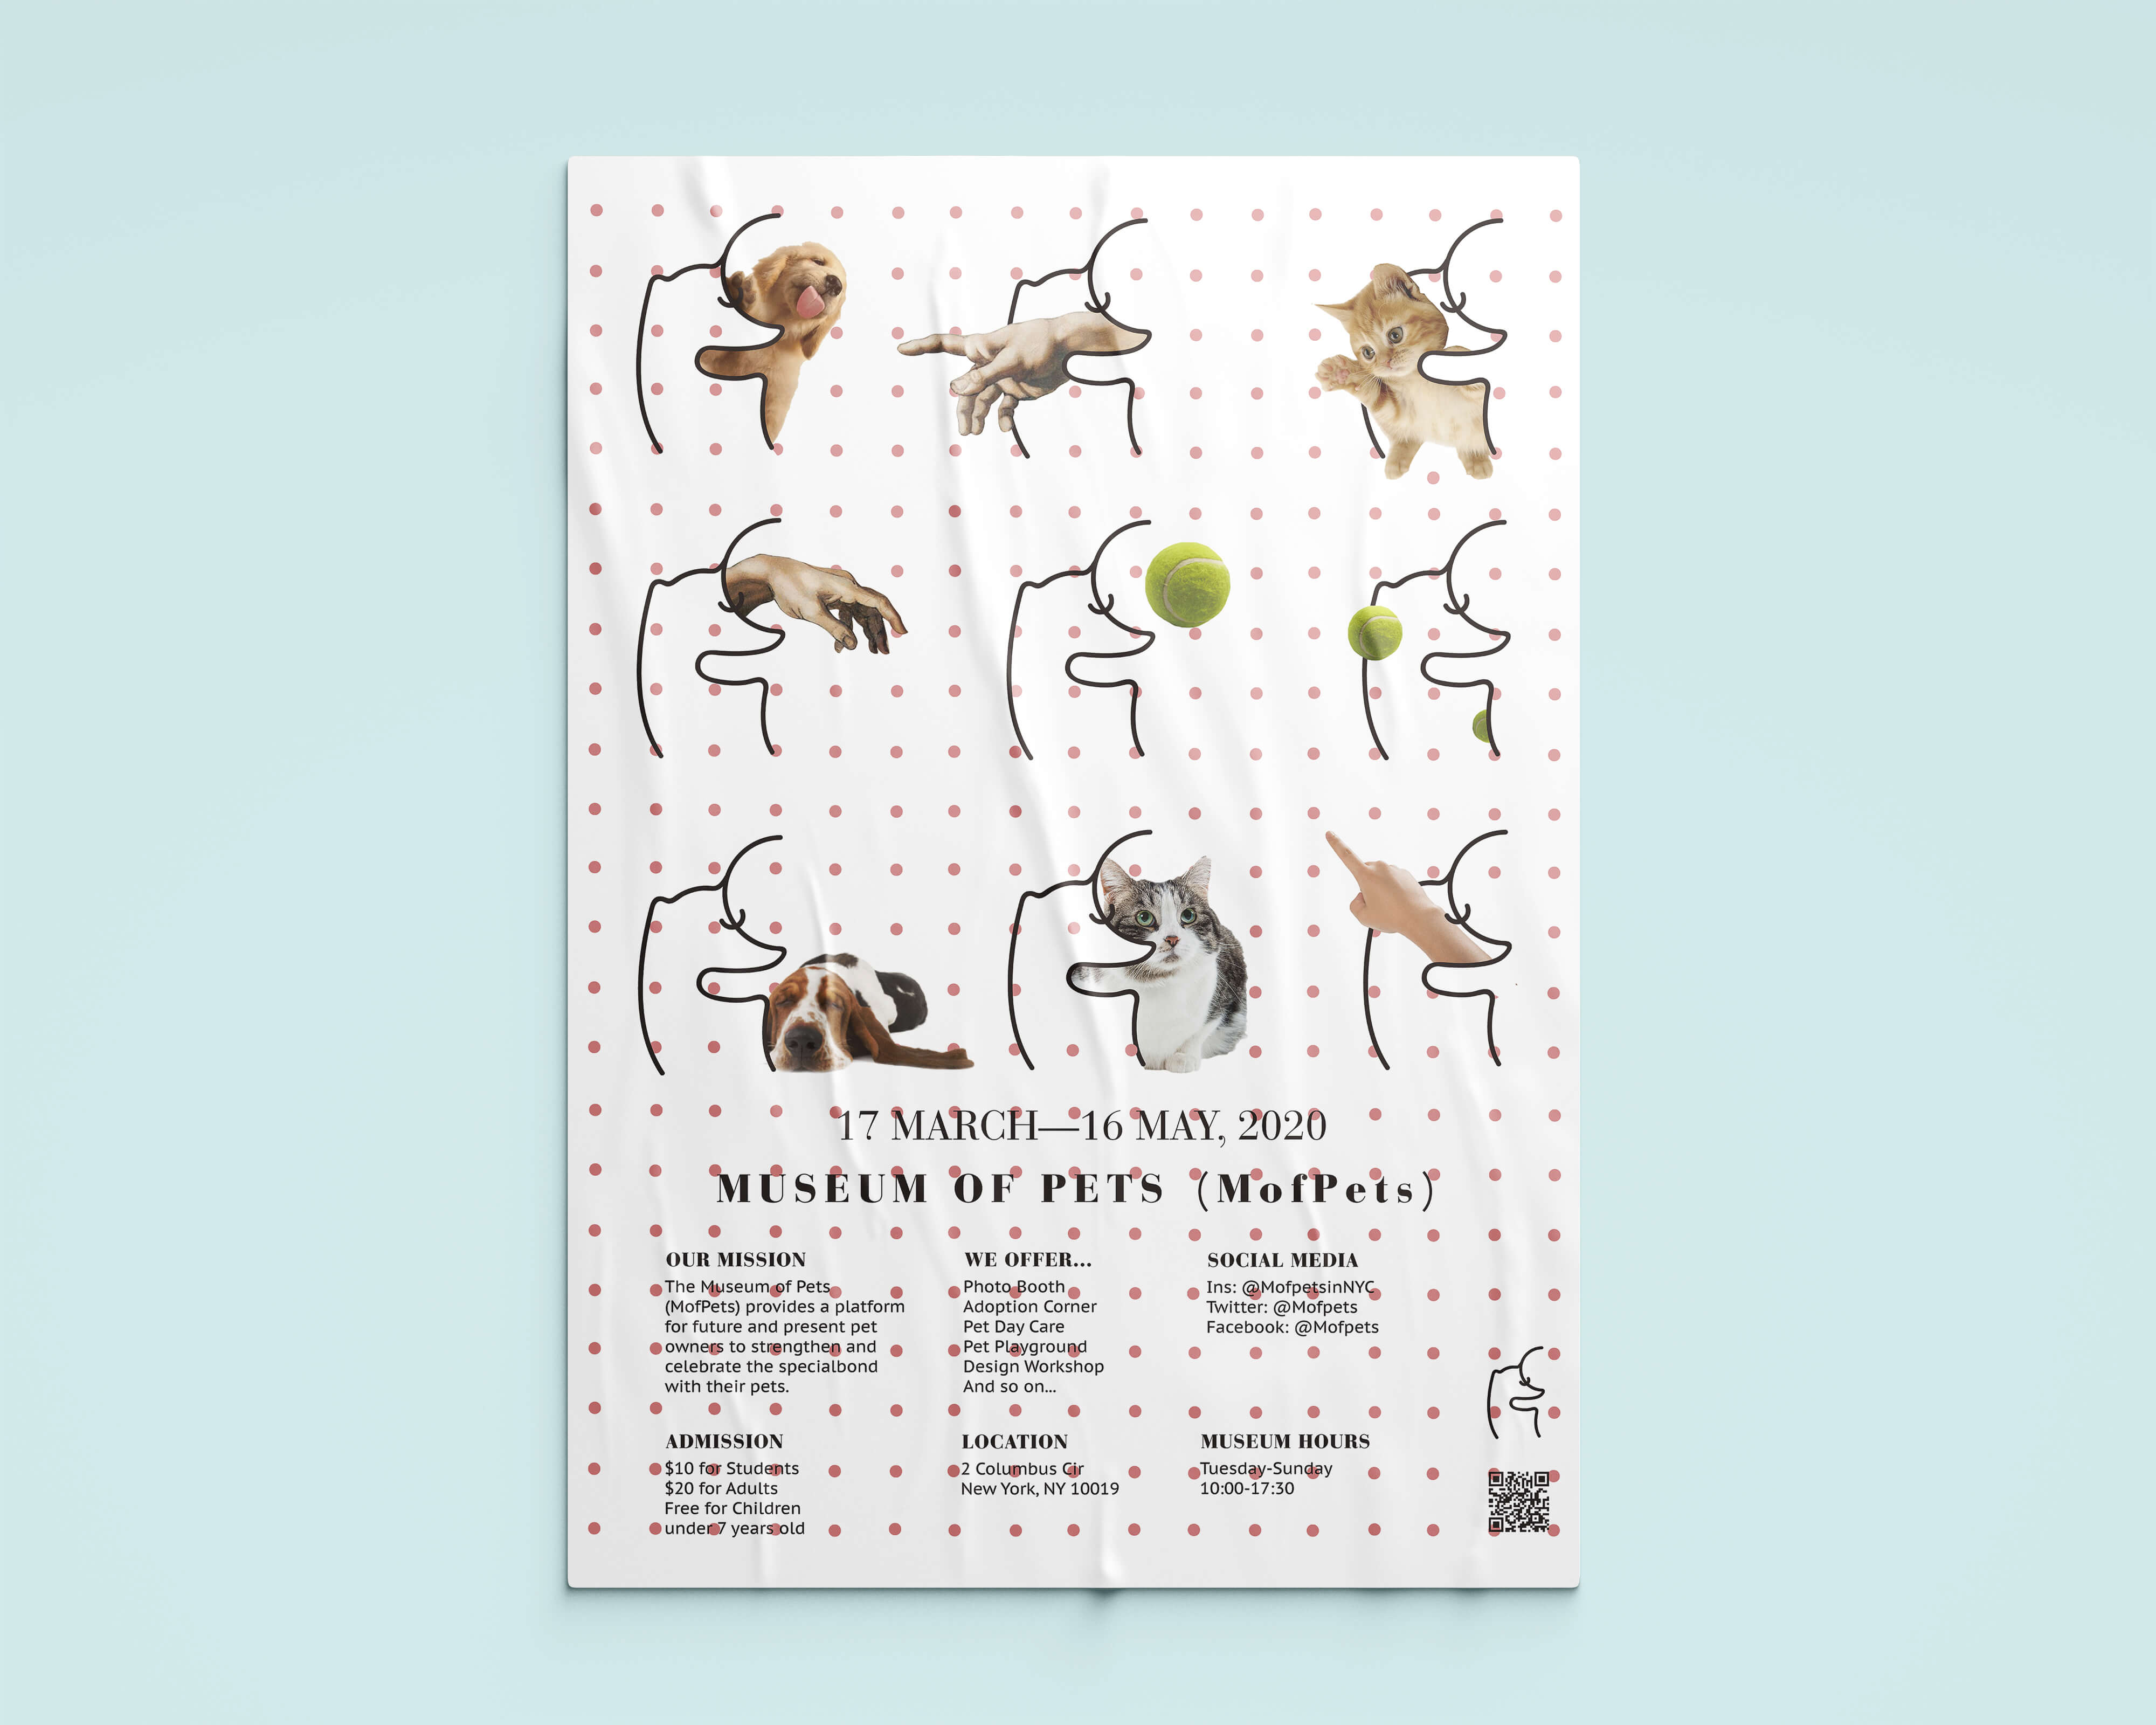 17 MARCH—16 MAY, 2020
MUSEUM OF PETS (MofPets)
OUR MISSION
The Museum of Pets
(MofPets) provides a platform
for future and present pet
owners to strengthen and
celebrate the specialbond
with their pets.
WE OFFER...
Photo Booth
Adoption Corner
Pet Day Care
Pet Playground
Design Workshop
And so on...
SOCIAL MEDIA
Ins: @MofpetsinNYC
Twitter: @Mofpets
Facebook: @Mofpets
ADMISSION
$10 for Students
$20 for Adults
Free for Children
under 7 years old
LOCATION
2 Columbus Cir
New York, NY 10019
MUSEUM HOURS
Tuesday-Sunday
10:00-17:30